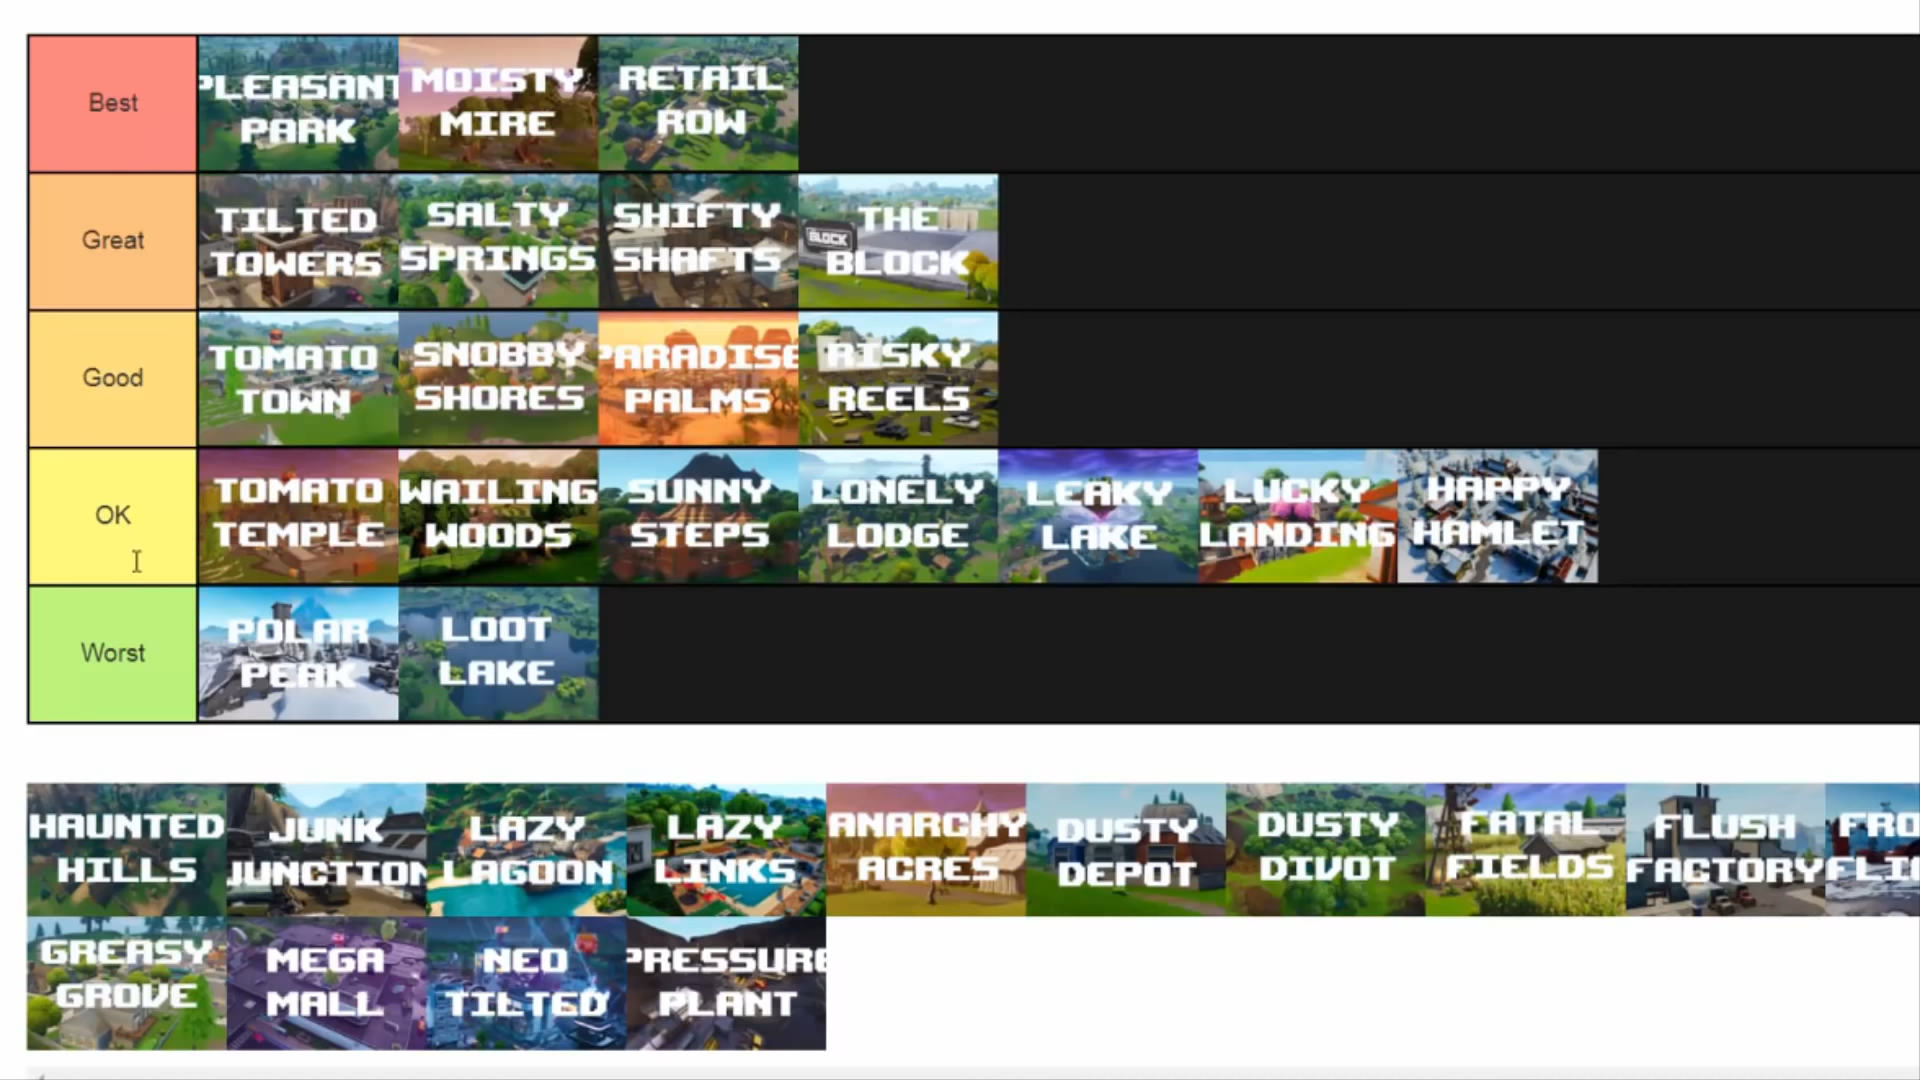 Best
PLEASANT
PARK
MOISTY
MIRE
RETAIL
ROW
Great
TILTED
TOWERS
SALTY
SPRINGS
SHIFTY
SHAFTS
THE
BLOCK
BLOCK
Good
TOMATO
TOWN
SNOBBY
SHORES
PARADISE
PALMS
RISKY
REELS
OK
TOMATO
TEMPLE
WAILING
WOODS
SUNNY
STEPS
LONELY
LODGE
LEAKY
LAKE
LUCKY
LANDING
HAPPY
HAMLET
Worst
POLAR
PEAK
LOOT
LAKE
HAUNTED
HILLS
JUNK
JUNCTION
LAZY
LAGOON
LAZY
LINKS
ANARCHY
ACRES
DUSTY
DEPOT
DUSTY
DIVOT
FATAL
FIELDS
FLUSH
FACTORY
FRO
FLI
GREASY
GROVE
MEGA
MALL
NEO
TILTED
PRESSURE
PLANT